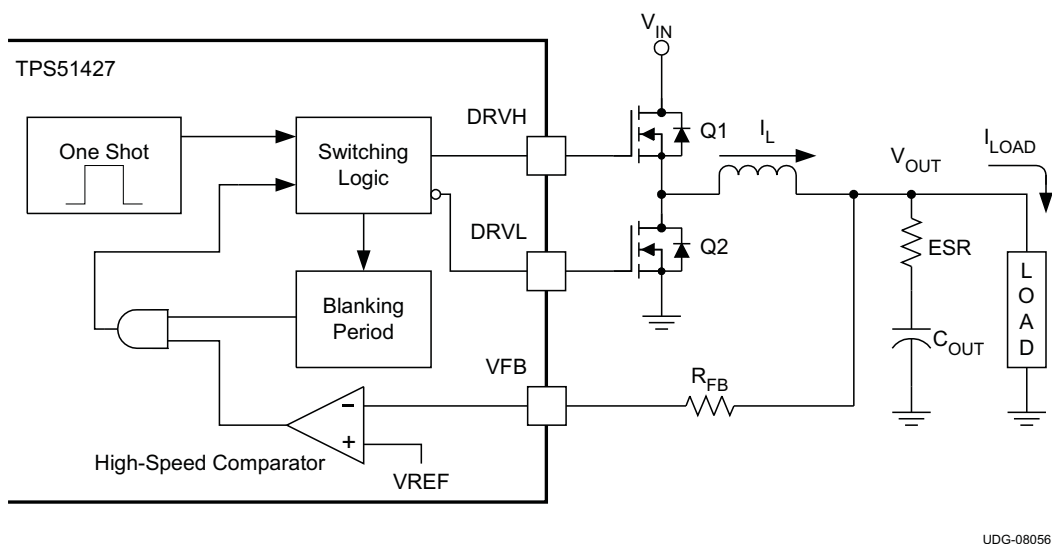 V_IN
TPS51427
DRVH
One Shot
Switching
Logic
Q1
I_L
I_LOAD
V_OUT
DRVL
Q2
ESR
Blanking
Period
LOAD
VFB
C_OUT
R_FB
−
+
High-Speed Comparator
VREF
UDG-08056